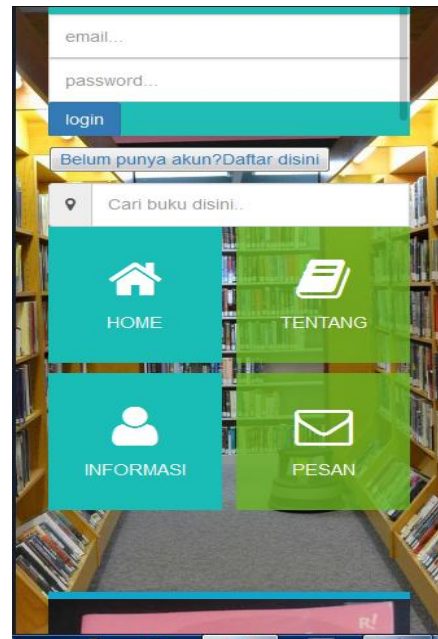 email...
password...
login
Belum punya akun?Daftar disini
Cari buku disini..
HOME
TENTANG
INFORMASI
PESAN
R!